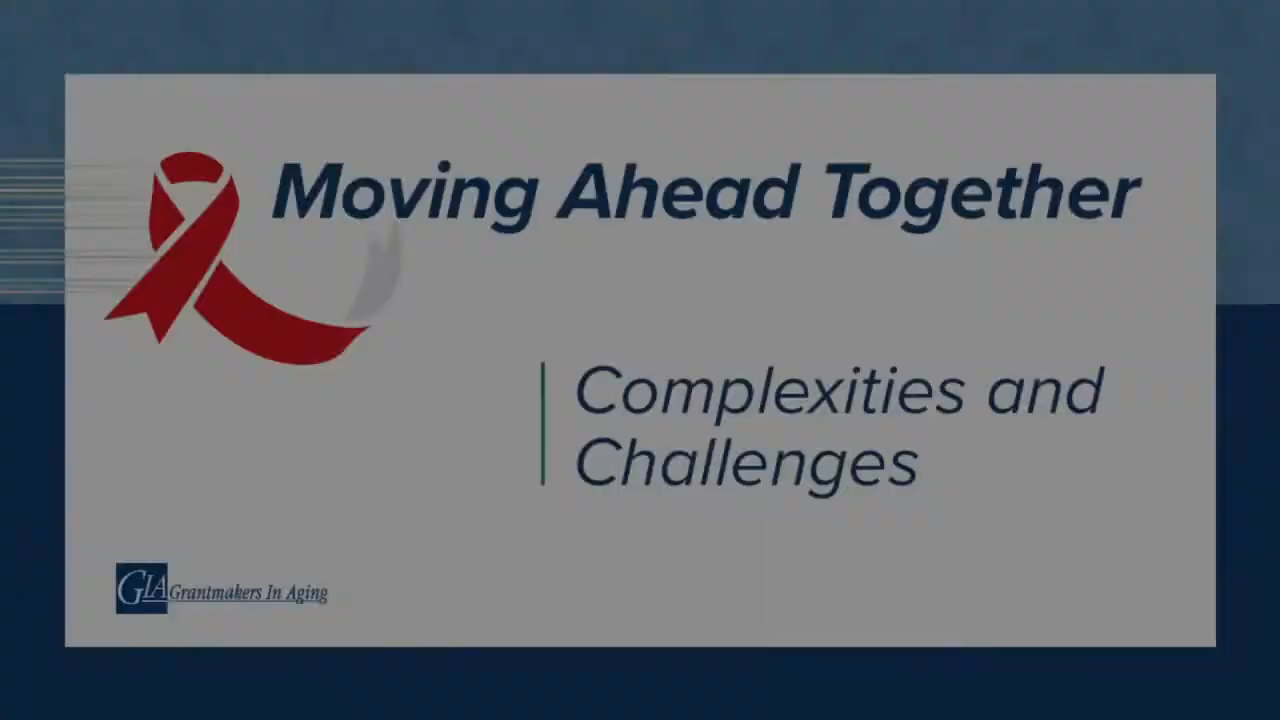 Moving Ahead Together
Complexities and
Challenges
GIA Grantmakers In Aging